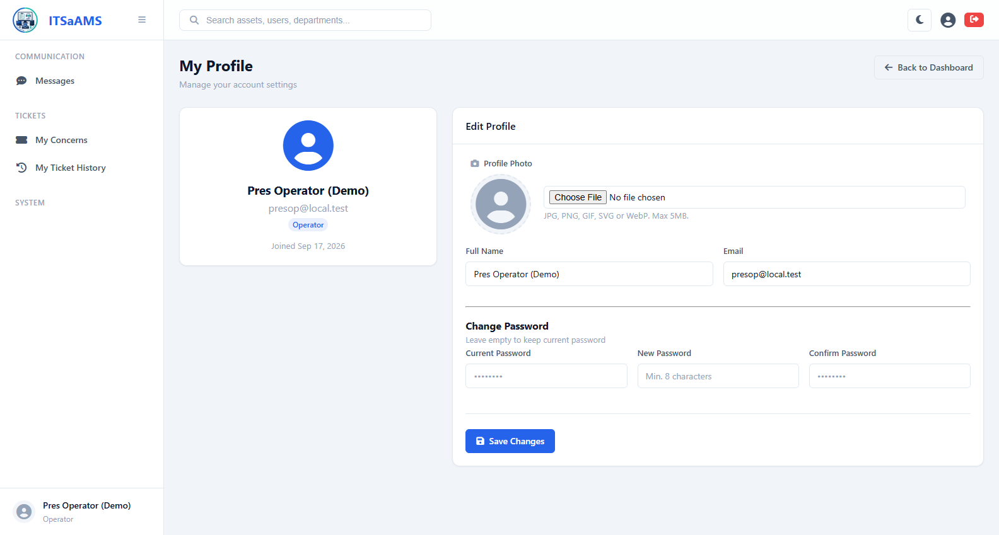 ITSaAMS
Search assets, users, departments...
COMMUNICATION
Messages
TICKETS
My Concerns
My Ticket History
SYSTEM
Pres Operator (Demo)
Operator
My Profile
Manage your account settings
Back to Dashboard
Pres Operator (Demo)
presop@local.test
Operator
Joined Sep 17, 2026
Edit Profile
Profile Photo
Choose File No file chosen
JPG, PNG, GIF, SVG or WebP. Max 5MB.
Full Name Email
Pres Operator (Demo) presop@local.test
Change Password
Leave empty to keep current password
Current Password New Password Confirm Password
•••••••• Min. 8 characters ••••••••
Save Changes